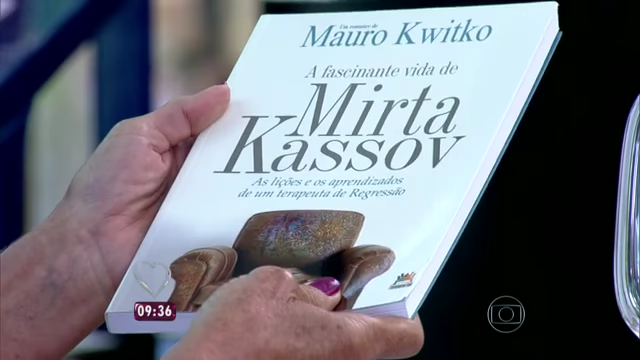 Um romance de
Mauro Kwitko
A fascinante vida de
Mirta
Kassov
As lições e os aprendizados
de um terapeuta de Regressão
09:36